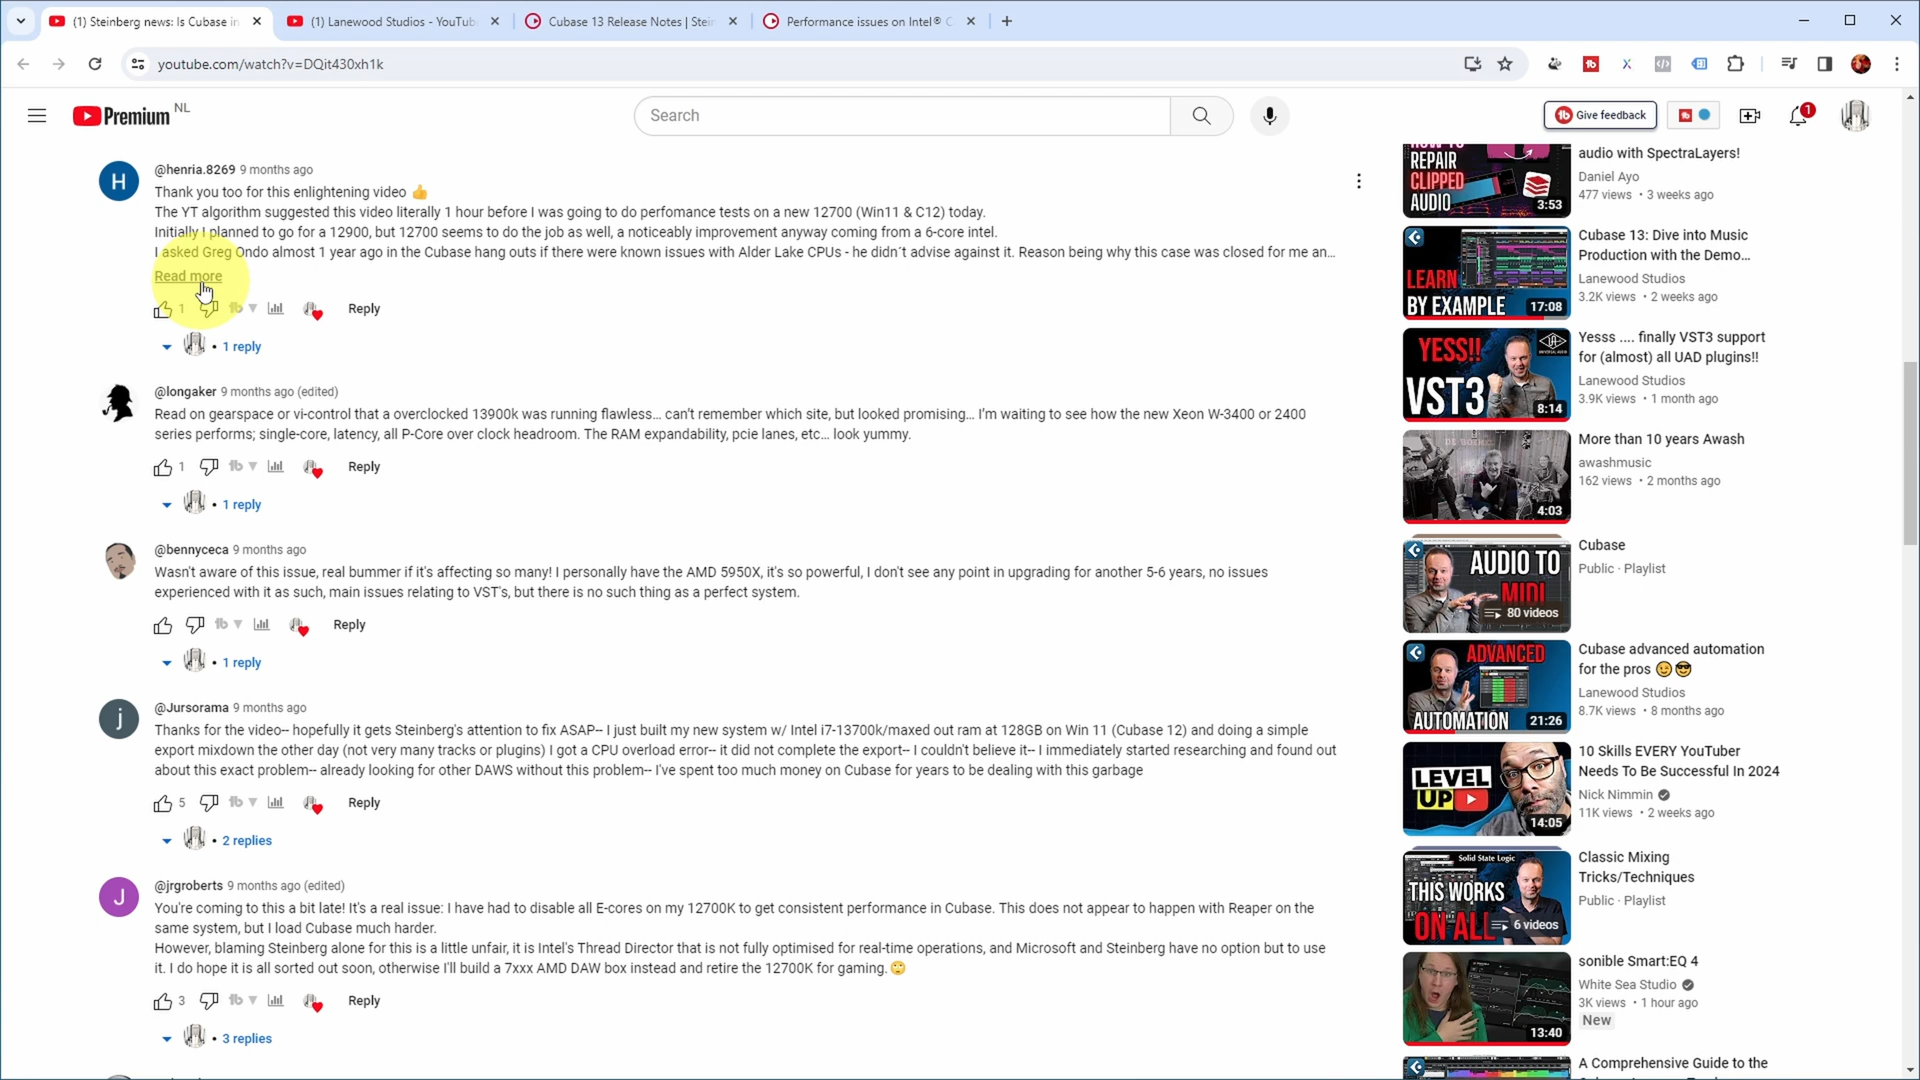 (1) Steinberg news: Is Cubase in
(1) Lanewood Studios - YouTub
Cubase 13 Release Notes | Stei
Performance issues on Intel® C
youtube.com/watch?v=DQit430xh1k
Premium NL
Search
Give feedback
1
@henria.8269 9 months ago
Thank you too for this enlightening video 👍
The YT algorithm suggested this video literally 1 hour before I was going to do perfomance tests on a new 12700 (Win11 & C12) today.
Initially I planned to go for a 12900, but 12700 seems to do the job as well, a noticeably improvement anyway coming from a 6-core intel.
I asked Greg Ondo almost 1 year ago in the Cubase hang outs if there were known issues with Alder Lake CPUs - he didn´t advise against it. Reason being why this case was closed for me an...
Read more
1 Reply
• 1 reply
@longaker 9 months ago (edited)
Read on gearspace or vi-control that a overclocked 13900k was running flawless... can't remember which site, but looked promising... I'm waiting to see how the new Xeon W-3400 or 2400
series performs; single-core, latency, all P-Core over clock headroom. The RAM expandability, pcie lanes, etc... look yummy.
1 Reply
• 1 reply
@bennyceca 9 months ago
Wasn't aware of this issue, real bummer if it's affecting so many! I personally have the AMD 5950X, it's so powerful, I don't see any point in upgrading for another 5-6 years, no issues
experienced with it as such, main issues relating to VST's, but there is no such thing as a perfect system.
Reply
• 1 reply
@Jursorama 9 months ago
Thanks for the video-- hopefully it gets Steinberg's attention to fix ASAP-- I just built my new system w/ Intel i7-13700k/maxed out ram at 128GB on Win 11 (Cubase 12) and doing a simple
export mixdown the other day (not very many tracks or plugins) I got a CPU overload error-- it did not complete the export-- I couldn't believe it-- I immediately started researching and found out
about this exact problem-- already looking for other DAWS without this problem-- I've spent too much money on Cubase for years to be dealing with this garbage
5 Reply
• 2 replies
@jrgroberts 9 months ago (edited)
You're coming to this a bit late! It's a real issue: I have had to disable all E-cores on my 12700K to get consistent performance in Cubase. This does not appear to happen with Reaper on the
same system, but I load Cubase much harder.
However, blaming Steinberg alone for this is a little unfair, it is Intel's Thread Director that is not fully optimised for real-time operations, and Microsoft and Steinberg have no option but to use
it. I do hope it is all sorted out soon, otherwise I'll build a 7xxx AMD DAW box instead and retire the 12700K for gaming. 🙄
3 Reply
• 3 replies
REPAIR
CLIPPED
AUDIO
3:53
audio with SpectraLayers!
Daniel Ayo
477 views • 3 weeks ago
LEARN
BY EXAMPLE
17:08
Cubase 13: Dive into Music
Production with the Demo...
Lanewood Studios
3.2K views • 2 weeks ago
YES!!
VST3
8:14
Yesss .... finally VST3 support
for (almost) all UAD plugins!!
Lanewood Studios
3.9K views • 1 month ago
4:03
More than 10 years Awash
awashmusic
162 views • 2 months ago
AUDIO TO
MIDI
80 videos
Cubase
Public · Playlist
ADVANCED
AUTOMATION
21:26
Cubase advanced automation
for the pros 😉😎
Lanewood Studios
8.7K views • 8 months ago
LEVEL
UP
14:05
10 Skills EVERY YouTuber
Needs To Be Successful In 2024
Nick Nimmin
11K views • 2 weeks ago
Solid State Logic
THIS WORKS
ON ALL
6 videos
Classic Mixing
Tricks/Techniques
Public · Playlist
13:40
sonible Smart:EQ 4
White Sea Studio
3K views • 1 hour ago
New
A Comprehensive Guide to the